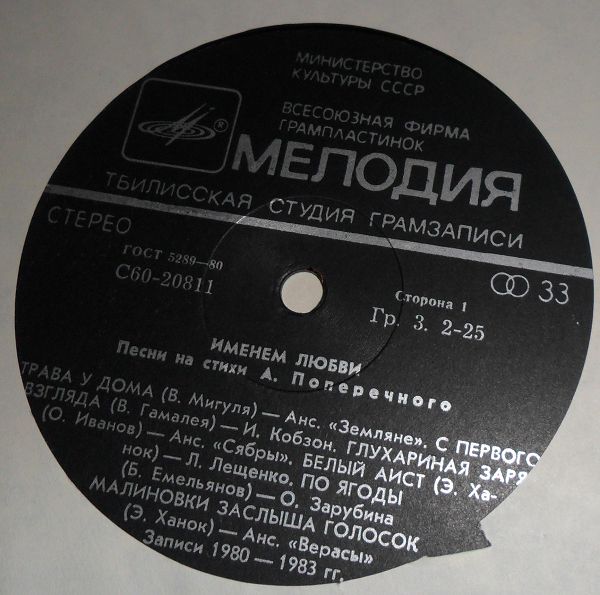 МИНИСТЕРСТВО
КУЛЬТУРЫ СССР
ВСЕСОЮЗНАЯ ФИРМА
ГРАМПЛАСТИНОК
®
МЕЛОДИЯ
ТБИЛИССКАЯ СТУДИЯ ГРАМЗАПИСИ
СТЕРЕО
ГОСТ 5289—80
С60-20811
33
Сторона 1
Гр. 3. 2-25
ИМЕНЕМ ЛЮБВИ
Песни на стихи А. Поперечного
ТРАВА У ДОМА (В. Мигуля) — Анс. «Земляне». С ПЕРВОГО
ВЗГЛЯДА (В. Гамалея) — И. Кобзон. ГЛУХАРИНАЯ ЗАРЯ
(О. Иванов) — Анс. «Сябры». БЕЛЫЙ АИСТ (Э. Ха-
нок) — Л. Лещенко. ПО ЯГОДЫ
(Б. Емельянов) — О. Зарубина
МАЛИНОВКИ ЗАСЛЫША ГОЛОСОК
(Э. Ханок) — Анс. «Верасы»
Записи 1980 — 1983 гг.